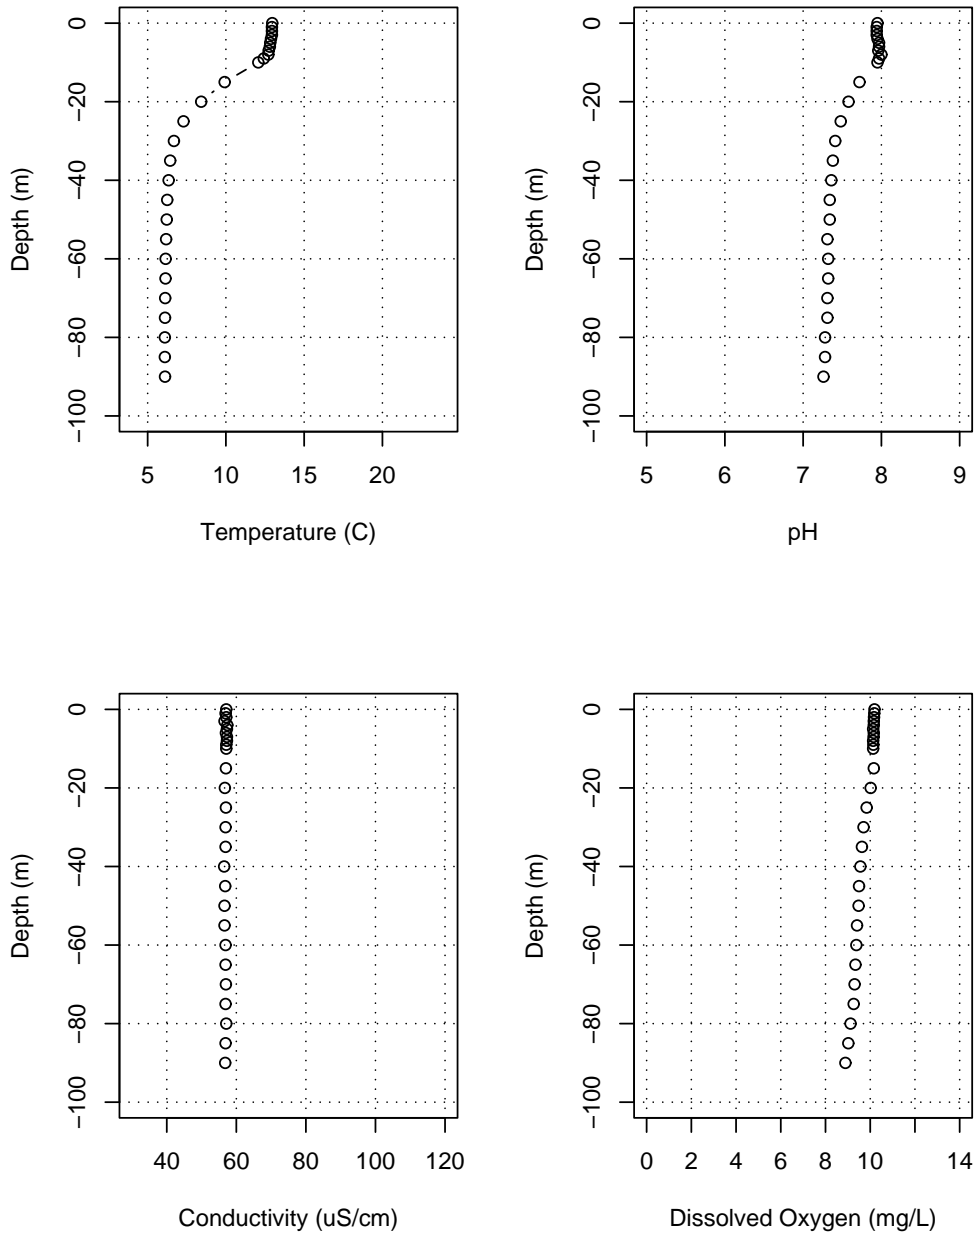 0
−20
−40
−60
−80
−100
Depth (m)
5 10 15 20
Temperature (C)
0
−20
−40
−60
−80
−100
Depth (m)
5 6 7 8 9
pH
0
−20
−40
−60
−80
−100
Depth (m)
40 60 80 100 120
Conductivity (uS/cm)
0
−20
−40
−60
−80
−100
Depth (m)
0 2 4 6 8 10 14
Dissolved Oxygen (mg/L)